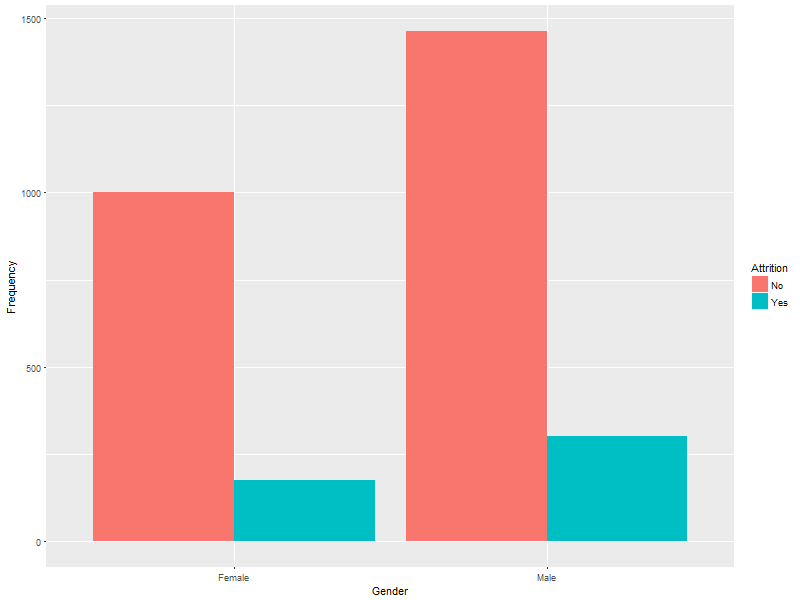 1500
1000
500
0
Frequency
Female
Male
Gender
Attrition
No
Yes